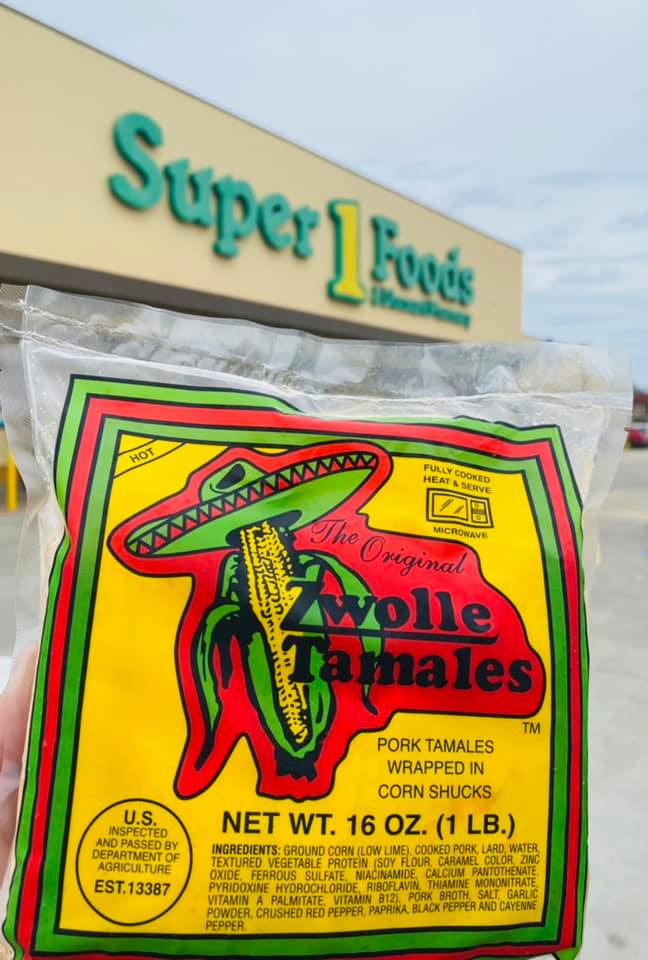 Super 1 Foods
HOT
FULLY COOKED
HEAT & SERVE
MICROWAVE
The Original
Zwolle
Tamales
TM
PORK TAMALES
WRAPPED IN
CORN SHUCKS
NET WT. 16 OZ. (1 LB.)
U.S.
INSPECTED
AND PASSED BY
DEPARTMENT OF
AGRICULTURE
EST.13387
INGREDIENTS: GROUND CORN (LOW LIME), COOKED PORK, LARD, WATER,
TEXTURED VEGETABLE PROTEIN (SOY FLOUR, CARAMEL COLOR, ZINC
OXIDE, FERROUS SULFATE, NIACINAMIDE, CALCIUM PANTOTHENATE,
PYRIDOXINE HYDROCHLORIDE, RIBOFLAVIN, THIAMINE MONONITRATE,
VITAMIN A PALMITATE, VITAMIN B12), PORK BROTH, SALT, GARLIC
POWDER, CRUSHED RED PEPPER, PAPRIKA, BLACK PEPPER AND CAYENNE
PEPPER.